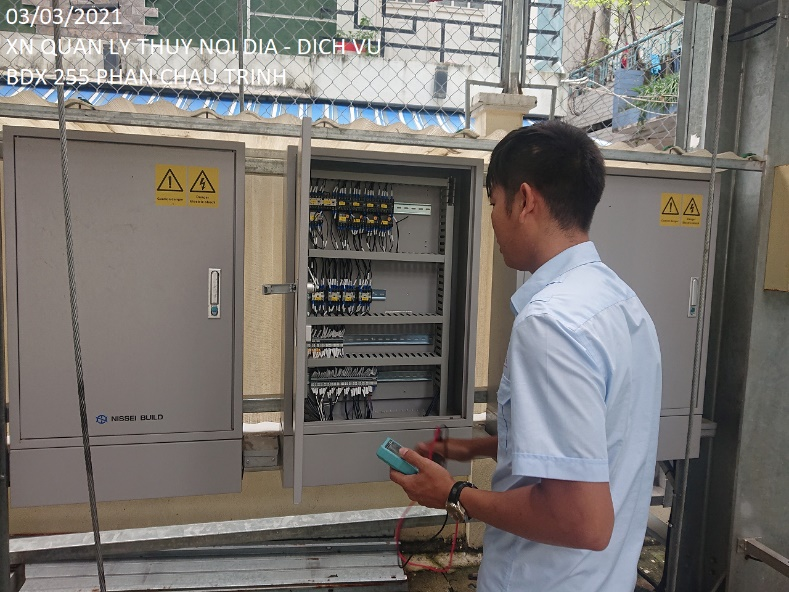 03/03/2021
XN QUAN LY THUY NOI DIA - DICH VU
BDX 255 PHAN CHAU TRINH
NISSEI BUILD